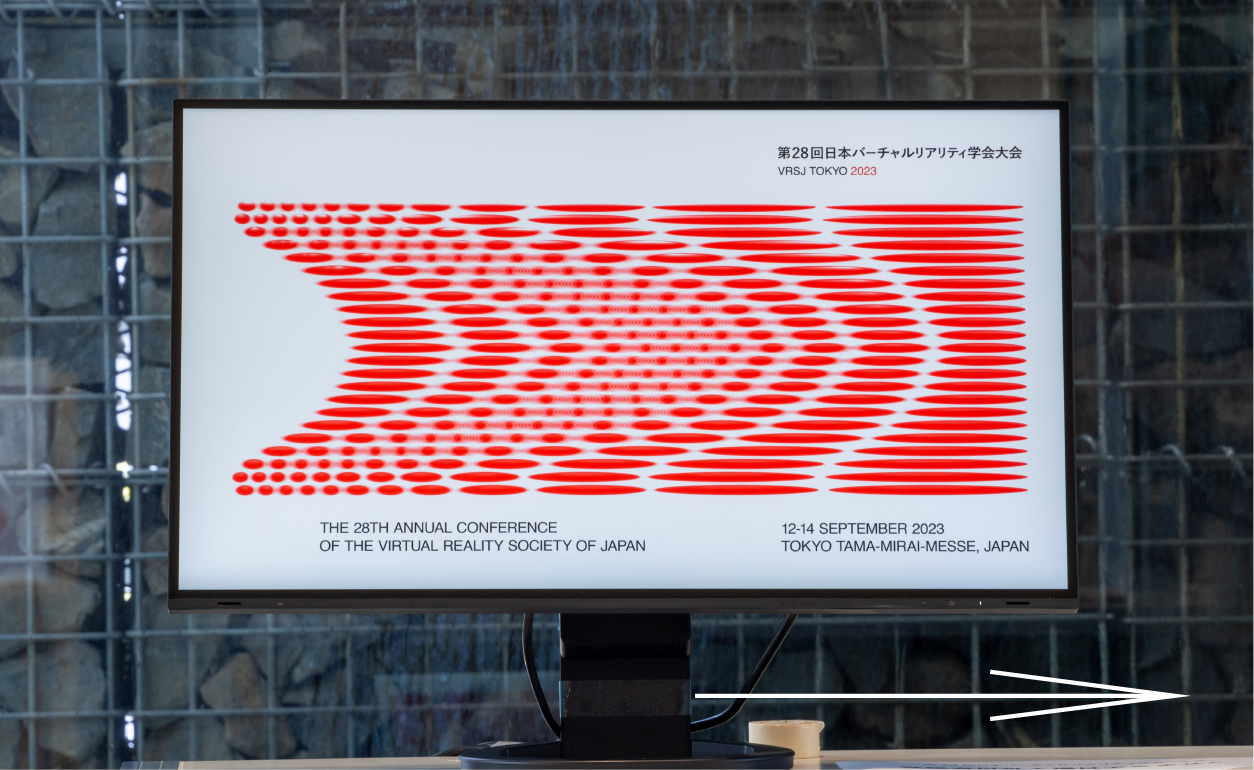 第28回日本バーチャルリアリティ学会大会
VRSJ TOKYO 2023
THE 28TH ANNUAL CONFERENCE
OF THE VIRTUAL REALITY SOCIETY OF JAPAN
12-14 SEPTEMBER 2023
TOKYO TAMA-MIRAI-MESSE, JAPAN